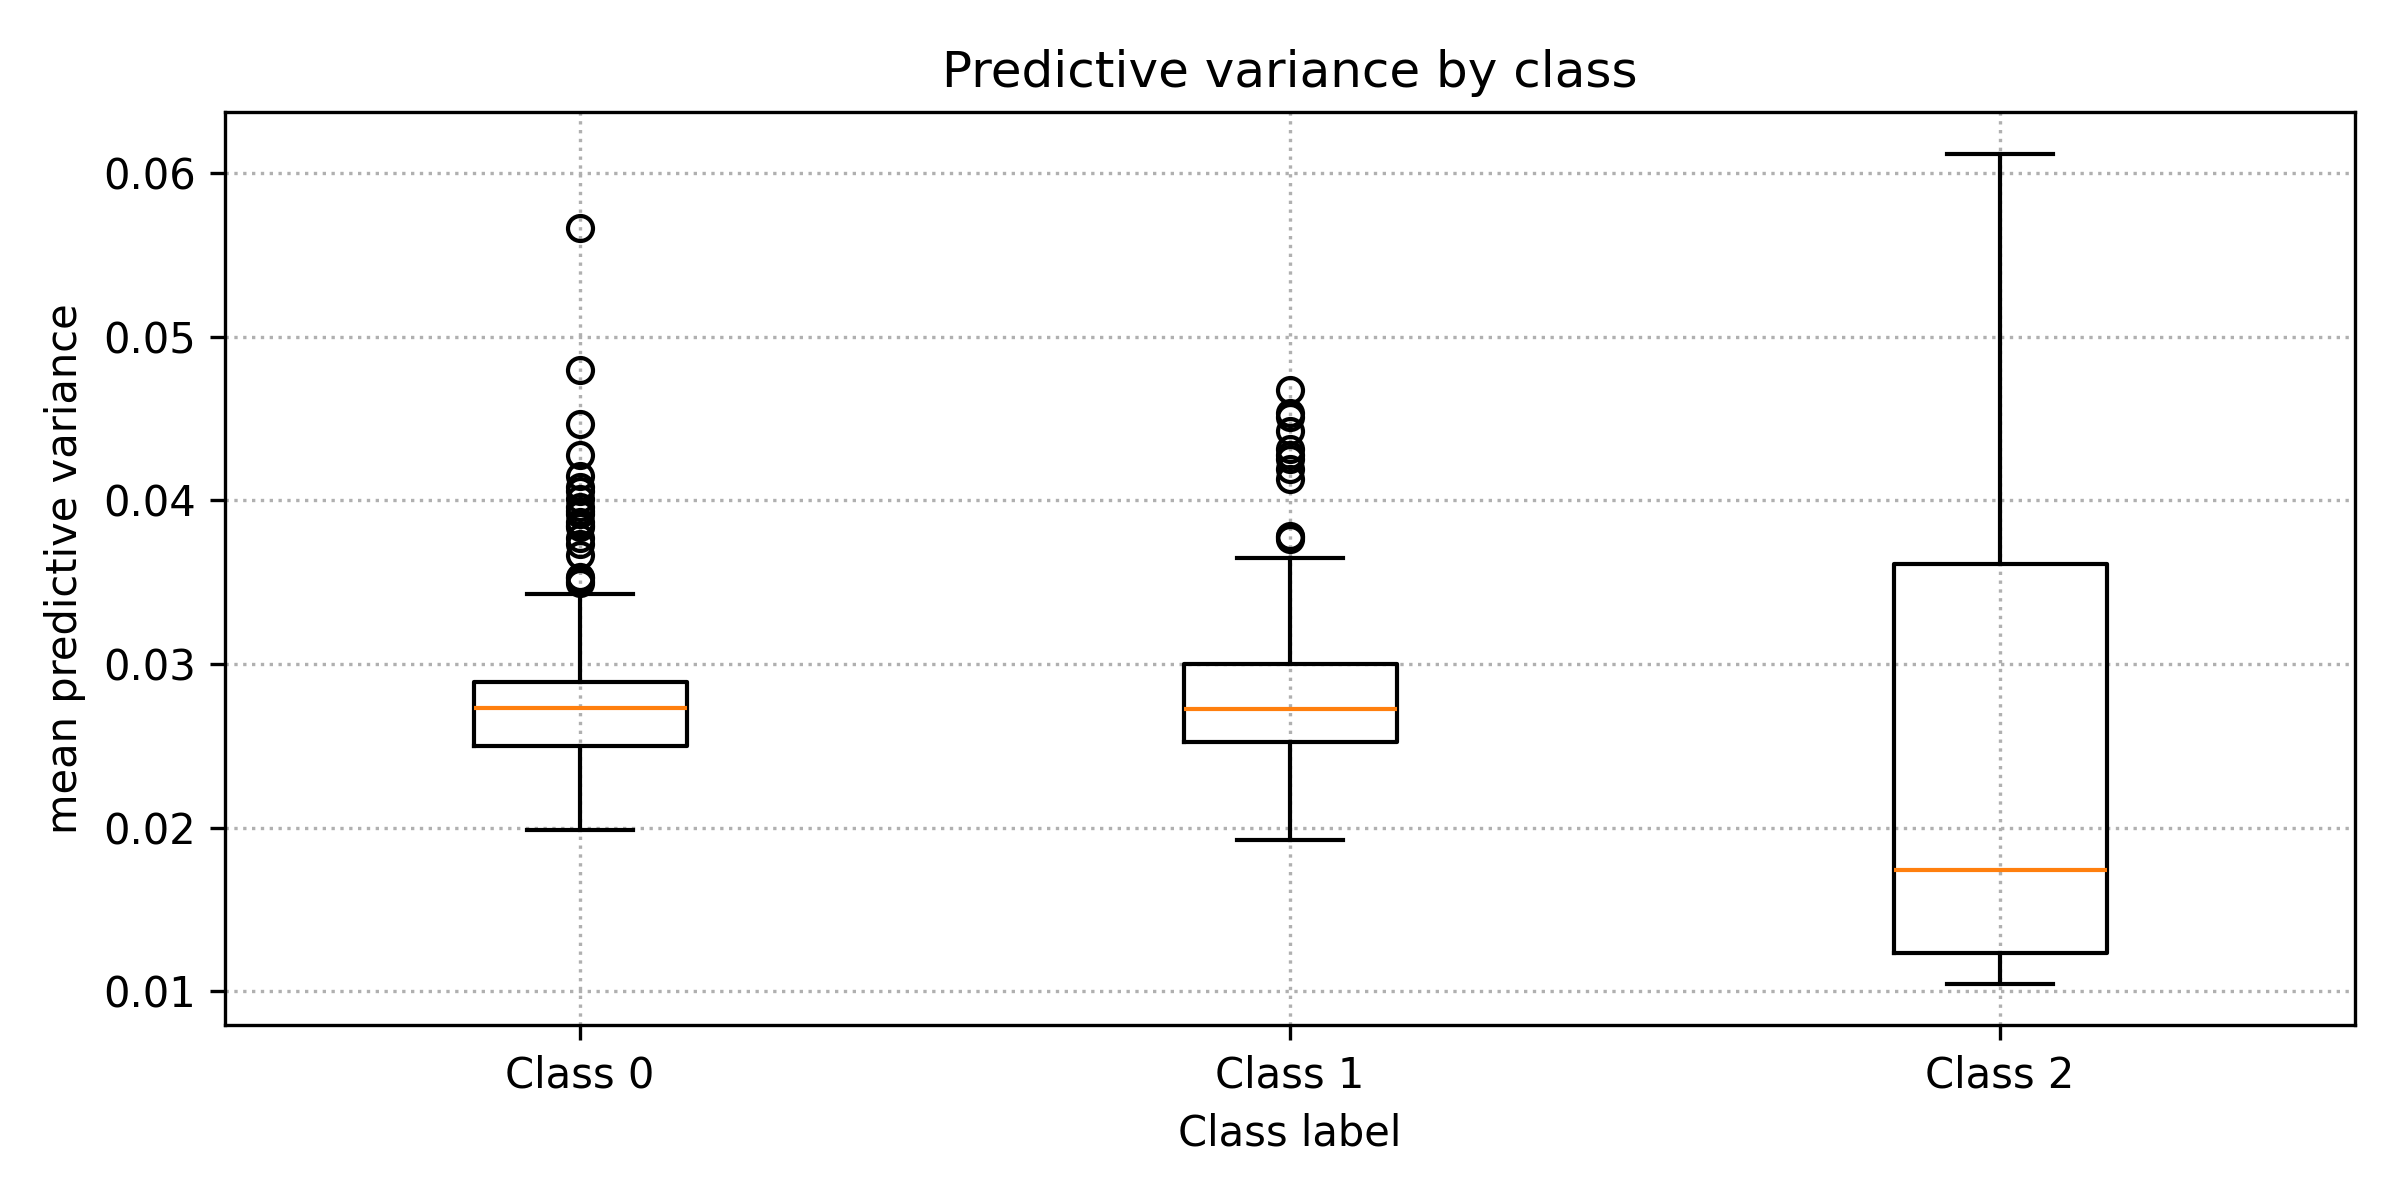 Predictive variance by class
mean predictive variance
0.06
0.05
0.04
0.03
0.02
0.01
Class 0
Class 1
Class 2
Class label